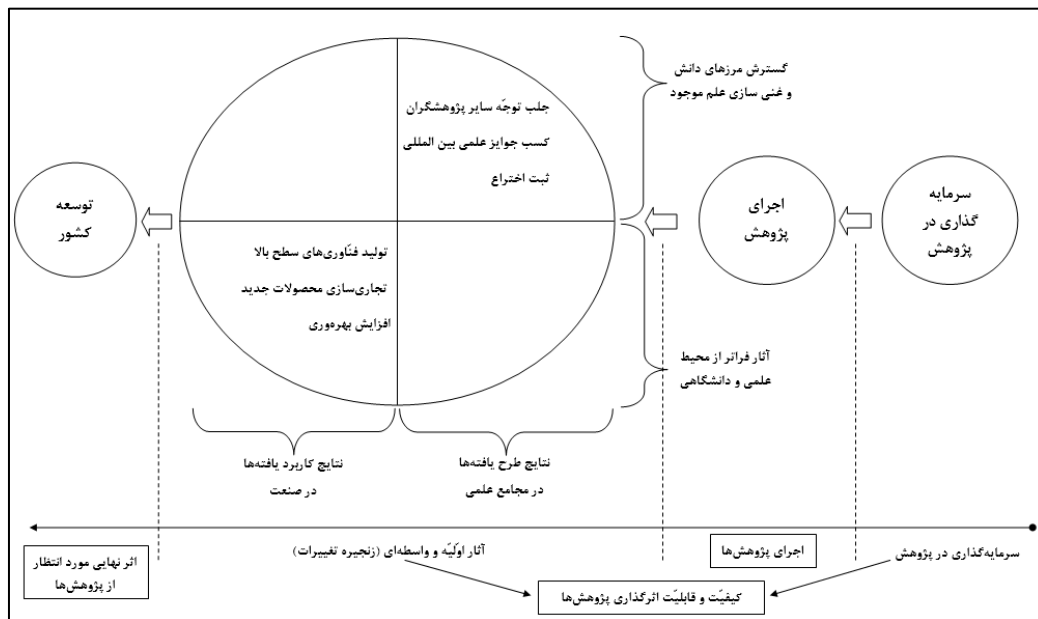 گسترش مرزهای دانش
و غنی سازی علم موجود
جلب توجّه سایر پژوهشگران
کسب جوایز علمی بین المللی
ثبت اختراع
سرمایه
گذاری در
پژوهش
اجرای
پژوهش
توسعه
کشور
تولید فنّاوری‌های سطح بالا
تجاری‌سازی محصولات جدید
افزایش بهره‌وری
آثار فراتر از محیط
علمی و دانشگاهی
نتایج طرح یافته‌ها
در مجامع علمی
نتایج کاربرد یافته‌ها
در صنعت
سرمایه‌گذاری در پژوهش
اجرای پژوهش‌ها
آثار اوّلیّه و واسطه‌ای (زنجیره تغییرات)
اثر نهایی مورد انتظار
از پژوهش‌ها
کیفیّت و قابلیّت اثرگذاری پژوهش‌ها